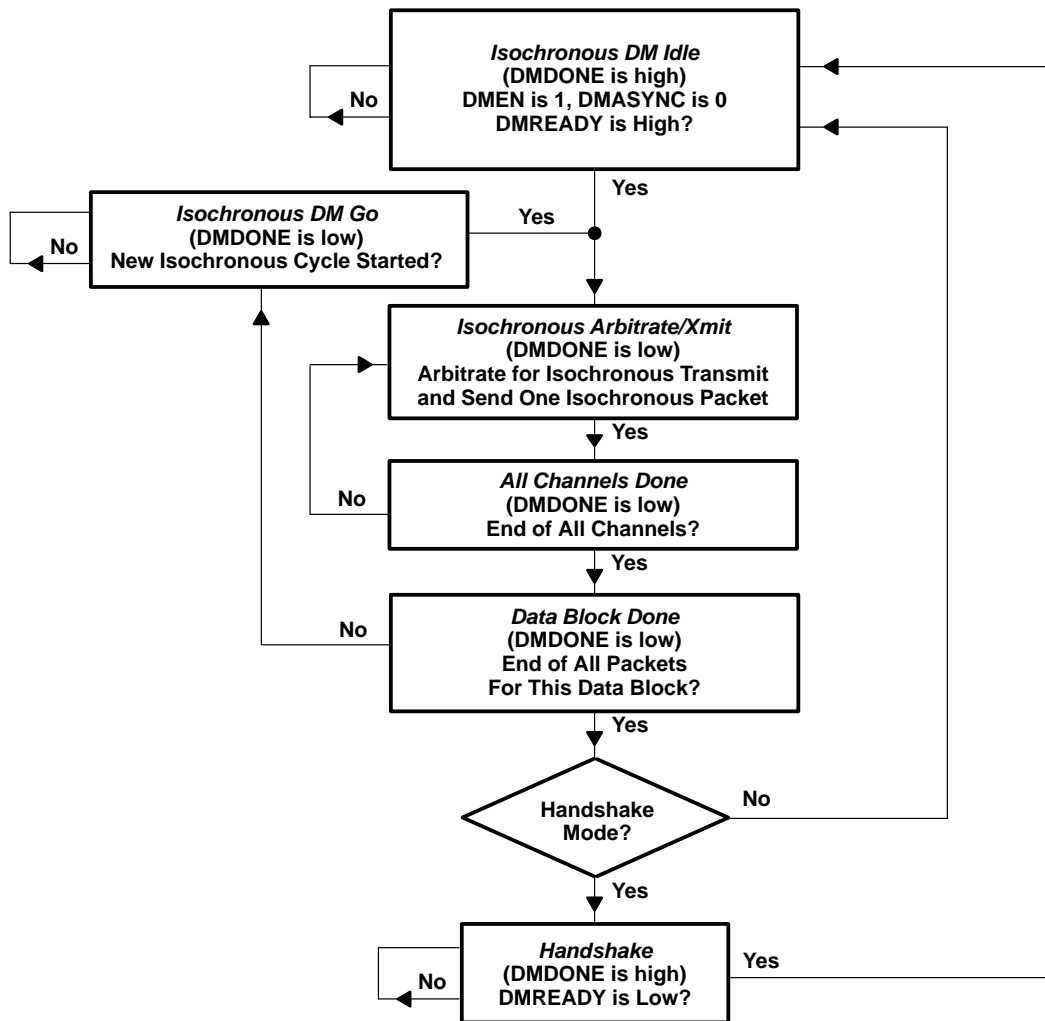 Isochronous DM Idle
(DMDONE is high)
DMEN is 1, DMASYNC is 0
DMREADY is High?
No
Yes
Isochronous DM Go
(DMDONE is low)
New Isochronous Cycle Started?
No
Yes
Isochronous Arbitrate/Xmit
(DMDONE is low)
Arbitrate for Isochronous Transmit
and Send One Isochronous Packet
Yes
All Channels Done
(DMDONE is low)
End of All Channels?
No
Yes
Data Block Done
(DMDONE is low)
End of All Packets
For This Data Block?
No
Yes
Handshake
Mode?
No
Yes
Handshake
(DMDONE is high)
DMREADY is Low?
No
Yes